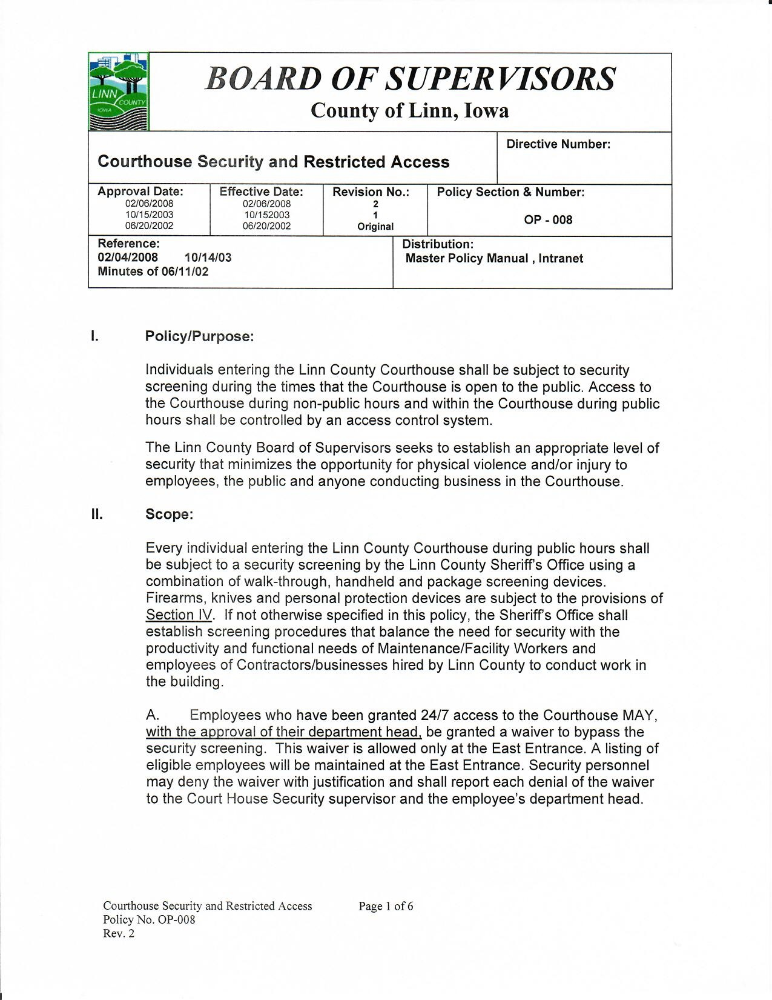 LINN
COUNTY
IOWA
BOARD OF SUPERVISORS
County of Linn, Iowa
Courthouse Security and Restricted Access
Directive Number:
Approval Date:
02/06/2008
10/15/2003
06/20/2002
Effective Date:
02/06/2008
10/152003
06/20/2002
Revision No.:
2
1
Original
Policy Section & Number:
OP - 008
Reference:
02/04/2008 10/14/03
Minutes of 06/11/02
Distribution:
Master Policy Manual , Intranet
I. Policy/Purpose:
Individuals entering the Linn County Courthouse shall be subject to security
screening during the times that the Courthouse is open to the public. Access to
the Courthouse during non-public hours and within the Courthouse during public
hours shall be controlled by an access control system.
The Linn County Board of Supervisors seeks to establish an appropriate level of
security that minimizes the opportunity for physical violence and/or injury to
employees, the public and anyone conducting business in the Courthouse.
II. Scope:
Every individual entering the Linn County Courthouse during public hours shall
be subject to a security screening by the Linn County Sheriff's Office using a
combination of walk-through, handheld and package screening devices.
Firearms, knives and personal protection devices are subject to the provisions of
Section IV. If not otherwise specified in this policy, the Sheriff's Office shall
establish screening procedures that balance the need for security with the
productivity and functional needs of Maintenance/Facility Workers and
employees of Contractors/businesses hired by Linn County to conduct work in
the building.
A. Employees who have been granted 24/7 access to the Courthouse MAY,
with the approval of their department head, be granted a waiver to bypass the
security screening. This waiver is allowed only at the East Entrance. A listing of
eligible employees will be maintained at the East Entrance. Security personnel
may deny the waiver with justification and shall report each denial of the waiver
to the Court House Security supervisor and the employee's department head.
Courthouse Security and Restricted Access Page 1 of 6
Policy No. OP-008
Rev. 2